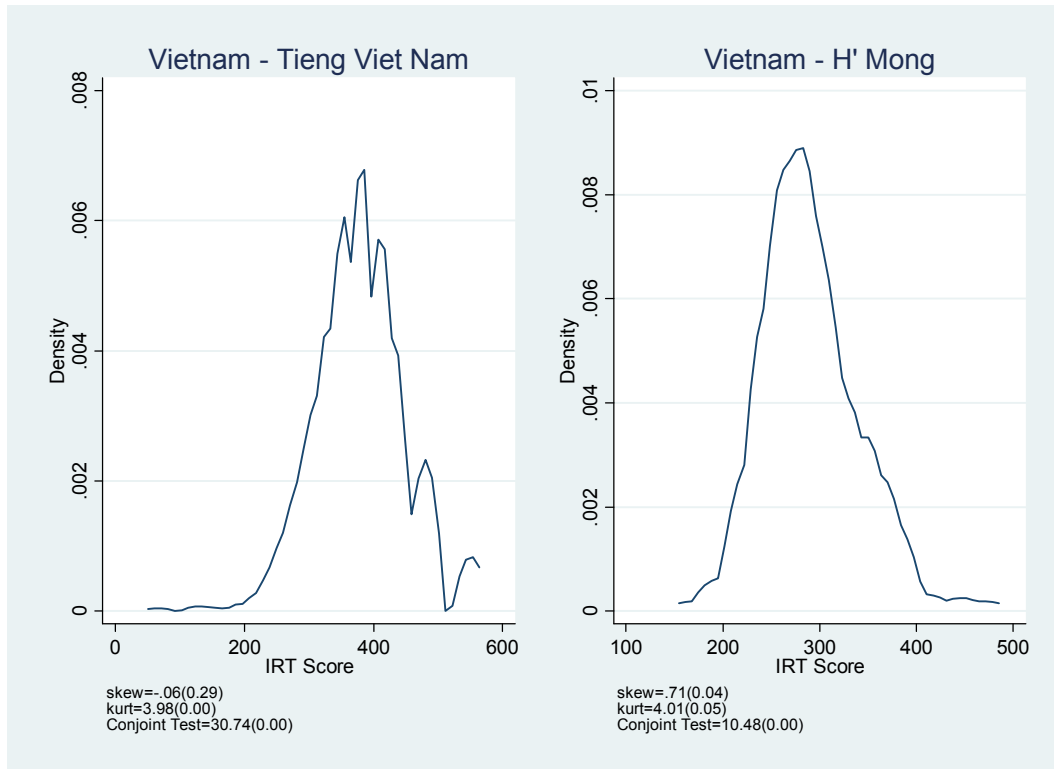 Vietnam - Tieng Viet Nam
.008
.006
.004
.002
0
Density
0 200 400 600
IRT Score
skew=-.06(0.29)
kurt=3.98(0.00)
Conjoint Test=30.74(0.00)
Vietnam - H' Mong
.01
.008
.006
.004
.002
0
Density
100 200 300 400 500
IRT Score
skew=.71(0.04)
kurt=4.01(0.05)
Conjoint Test=10.48(0.00)